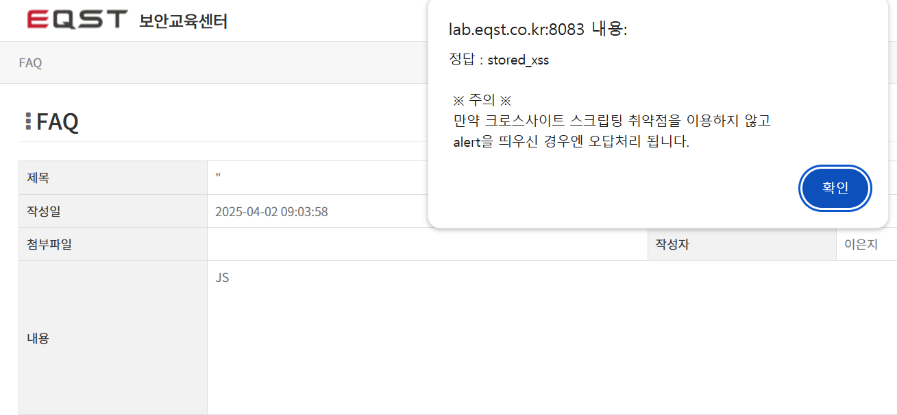 EQST 보안교육센터
FAQ
FAQ
제목 "
작성일 2025-04-02 09:03:58
첨부파일 작성자 이은지
내용 JS
lab.eqst.co.kr:8083 내용:
정답 : stored_xss
※ 주의 ※
만약 크로스사이트 스크립팅 취약점을 이용하지 않고
alert을 띄우신 경우엔 오답처리 됩니다.
확인